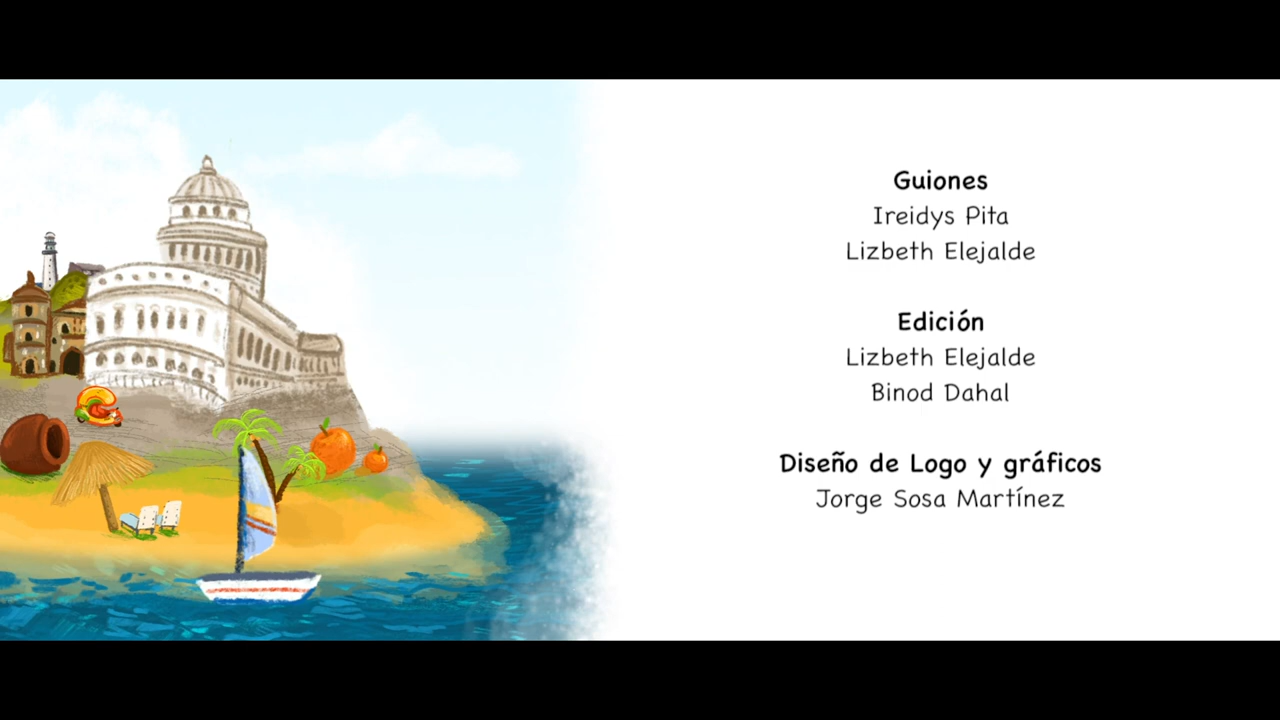 Guiones
Ireidys Pita
Lizbeth Elejalde
Edición
Lizbeth Elejalde
Binod Dahal
Diseño de Logo y gráficos
Jorge Sosa Martínez